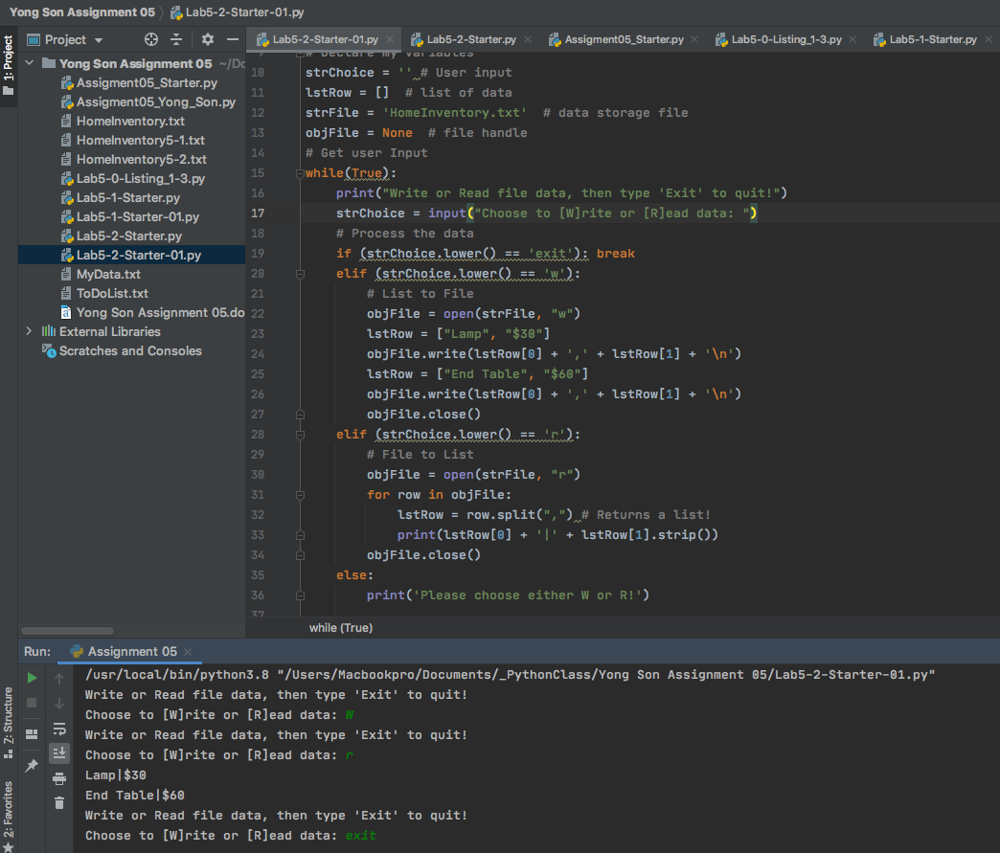 Yong Son Assignment 05 Lab5-2-Starter-01.py
1: Project
Project
Lab5-2-Starter-01.py Lab5-2-Starter.py Assigment05_Starter.py Lab5-0-Listing_1-3.py Lab5-1-Starter.py
Yong Son Assignment 05 ~/Do
Assigment05_Starter.py
Assigment05_Yong_Son.py
HomeInventory.txt
HomeInventory5-1.txt
HomeInventory5-2.txt
Lab5-0-Listing_1-3.py
Lab5-1-Starter.py
Lab5-1-Starter-01.py
Lab5-2-Starter.py
Lab5-2-Starter-01.py
MyData.txt
ToDoList.txt
Yong Son Assignment 05.do
External Libraries
Scratches and Consoles
9 # Declare my variables
10 strChoice = '' # User input
11 lstRow = [] # list of data
12 strFile = 'HomeInventory.txt' # data storage file
13 objFile = None # file handle
14 # Get user Input
15 while(True):
16 print("Write or Read file data, then type 'Exit' to quit!")
17 strChoice = input("Choose to [W]rite or [R]ead data: ")
18 # Process the data
19 if (strChoice.lower() == 'exit'): break
20 elif (strChoice.lower() == 'w'):
21 # List to File
22 objFile = open(strFile, "w")
23 lstRow = ["Lamp", "$30"]
24 objFile.write(lstRow[0] + ',' + lstRow[1] + '\n')
25 lstRow = ["End Table", "$60"]
26 objFile.write(lstRow[0] + ',' + lstRow[1] + '\n')
27 objFile.close()
28 elif (strChoice.lower() == 'r'):
29 # File to List
30 objFile = open(strFile, "r")
31 for row in objFile:
32 lstRow = row.split(",") # Returns a list!
33 print(lstRow[0] + '|' + lstRow[1].strip())
34 objFile.close()
35 else:
36 print('Please choose either W or R!')
37
while (True)
Run: Assignment 05
/usr/local/bin/python3.8 "/Users/Macbookpro/Documents/_PythonClass/Yong Son Assignment 05/Lab5-2-Starter-01.py"
Write or Read file data, then type 'Exit' to quit!
Choose to [W]rite or [R]ead data: W
Write or Read file data, then type 'Exit' to quit!
Choose to [W]rite or [R]ead data: r
Lamp|$30
End Table|$60
Write or Read file data, then type 'Exit' to quit!
Choose to [W]rite or [R]ead data: exit
Z: Structure
2: Favorites